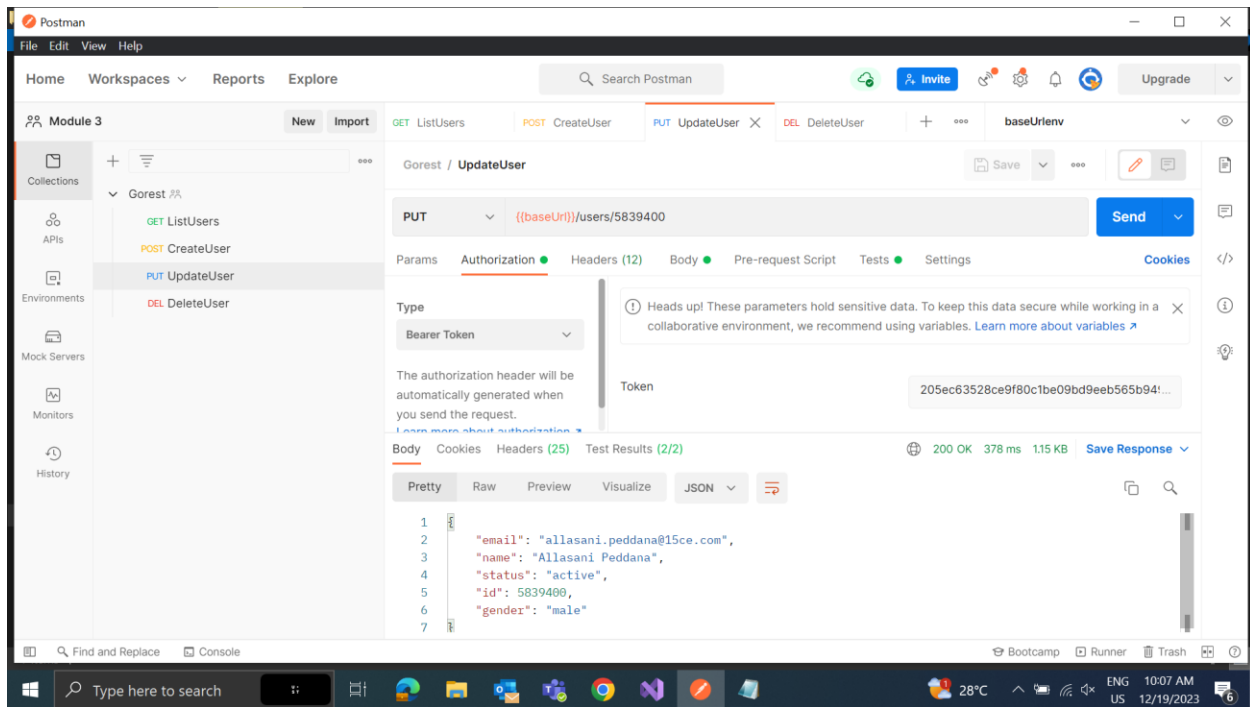 Postman
File Edit View Help
Home Workspaces Reports Explore Search Postman Invite Upgrade
Module 3 New Import GET ListUsers POST CreateUser PUT UpdateUser DEL DeleteUser baseUrlenv
Collections
APIs
Environments
Mock Servers
Monitors
History
Gorest
GET ListUsers
POST CreateUser
PUT UpdateUser
DEL DeleteUser
Gorest / UpdateUser Save
PUT {{baseUrl}}/users/5839400 Send
Params Authorization Headers (12) Body Pre-request Script Tests Settings Cookies
Type
Bearer Token
The authorization header will be
automatically generated when
you send the request.
Learn more about authorization
Heads up! These parameters hold sensitive data. To keep this data secure while working in a
collaborative environment, we recommend using variables. Learn more about variables
Token 205ec63528ce9f80c1be09bd9eeb565b949...
Body Cookies Headers (25) Test Results (2/2) 200 OK 378 ms 1.15 KB Save Response
Pretty Raw Preview Visualize JSON
1 {
2 "email": "allasani.peddana@15ce.com",
3 "name": "Allasani Peddana",
4 "status": "active",
5 "id": 5839400,
6 "gender": "male"
7 }
Find and Replace Console Bootcamp Runner Trash
Type here to search 28°C ENG 10:07 AM
US 12/19/2023 6